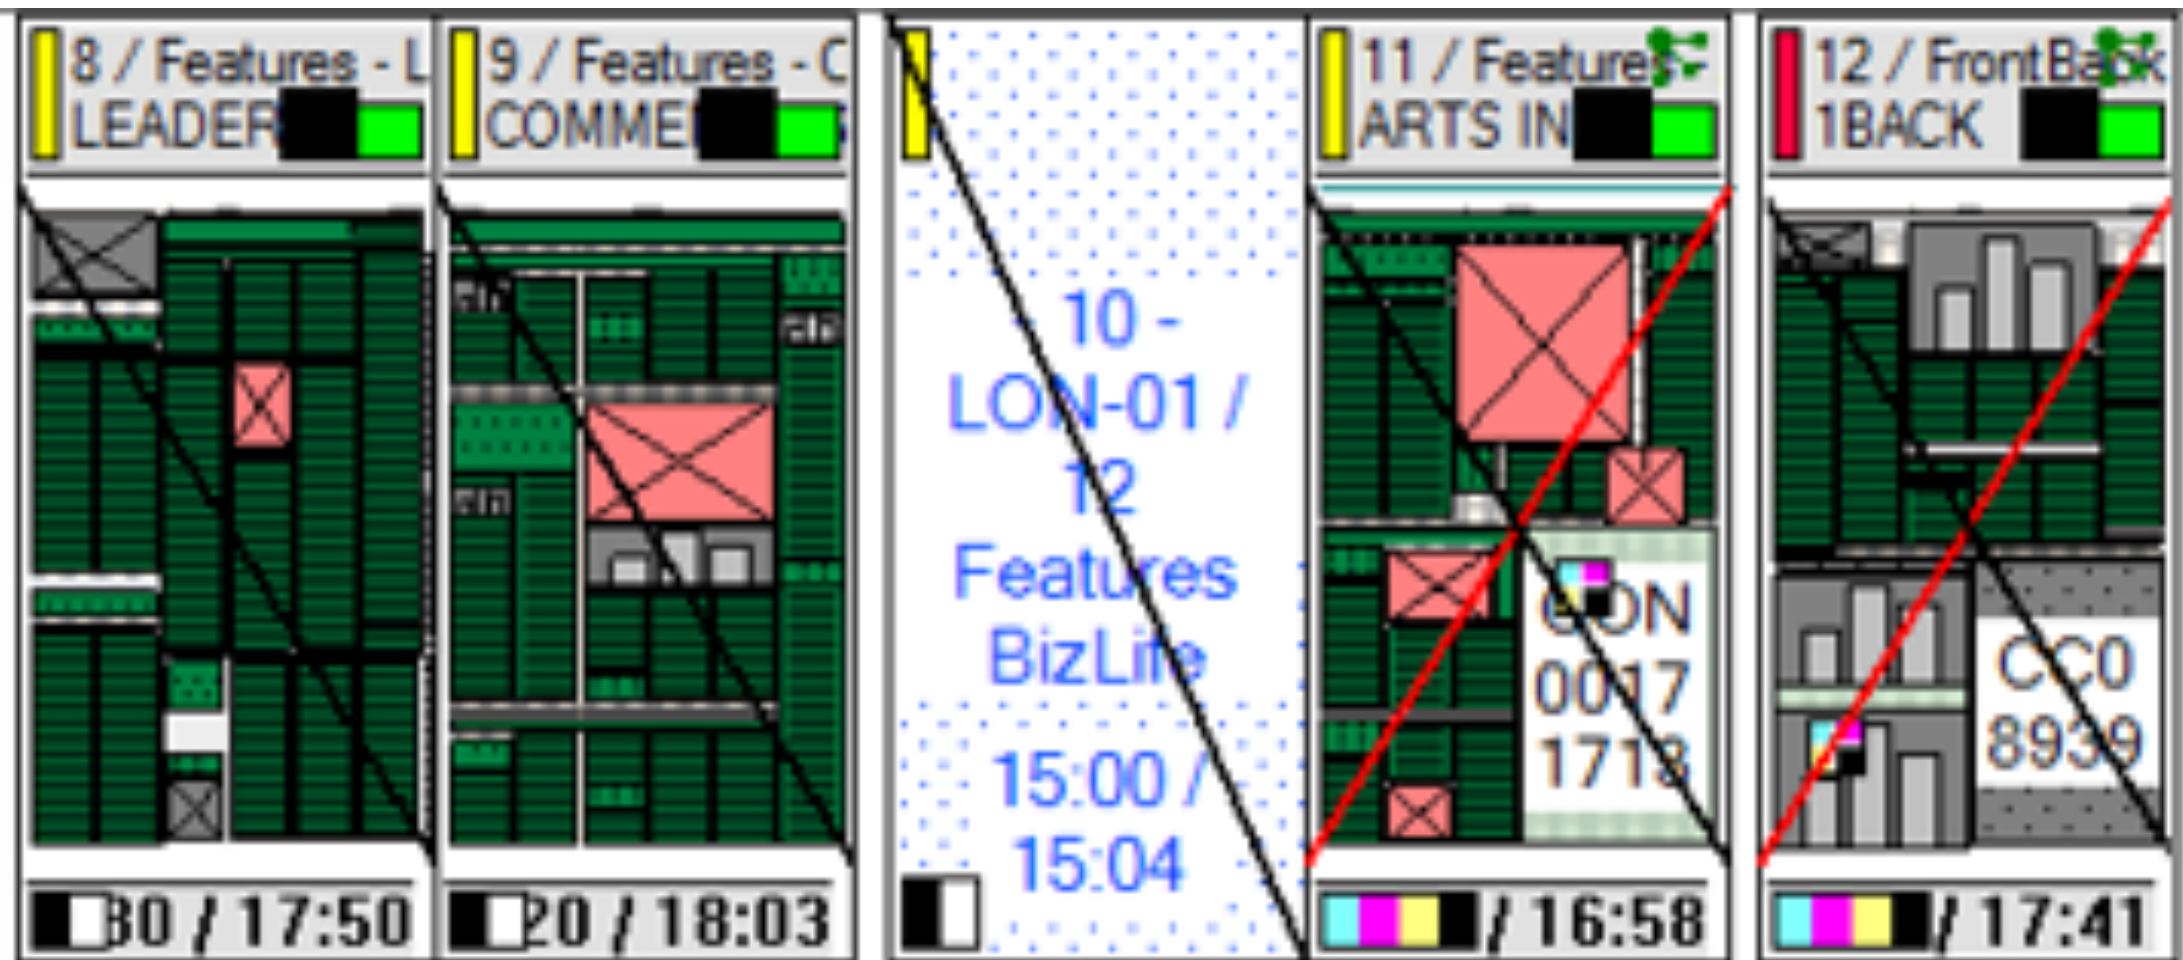 8 / Features - L
LEADER
30 / 17:50
9 / Features - C
COMME
20 / 18:03
10 -
LON-01 /
12
Features
BizLife
15:00 /
15:04
11 / Features -
ARTS IN
CON
0017
1713
/ 16:58
12 / FrontBack
1BACK
CC0
8939
/ 17:41